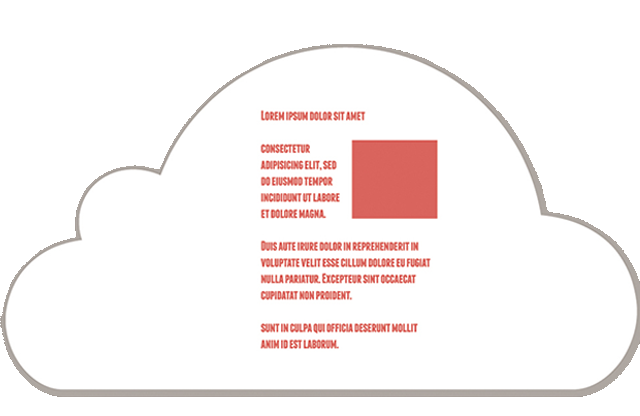 Lorem ipsum dolor sit amet
consectetur
adipisicing elit, sed
do eiusmod tempor
incididunt ut labore
et dolore magna.
Duis aute irure dolor in reprehenderit in
voluptate velit esse cillum dolore eu fugiat
nulla pariatur. Excepteur sint occaecat
cupidatat non proident.
sunt in culpa qui officia deserunt mollit
anim id est laborum.